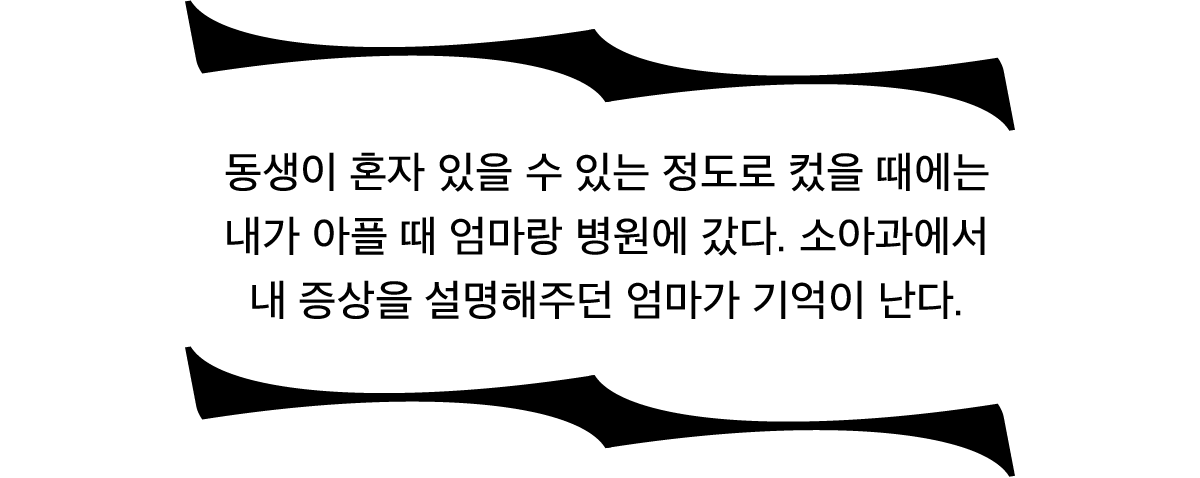 동생이 혼자 있을 수 있는 정도로 컸을 때에는
내가 아플 때 엄마랑 병원에 갔다. 소아과에서
내 증상을 설명해주던 엄마가 기억이 난다.